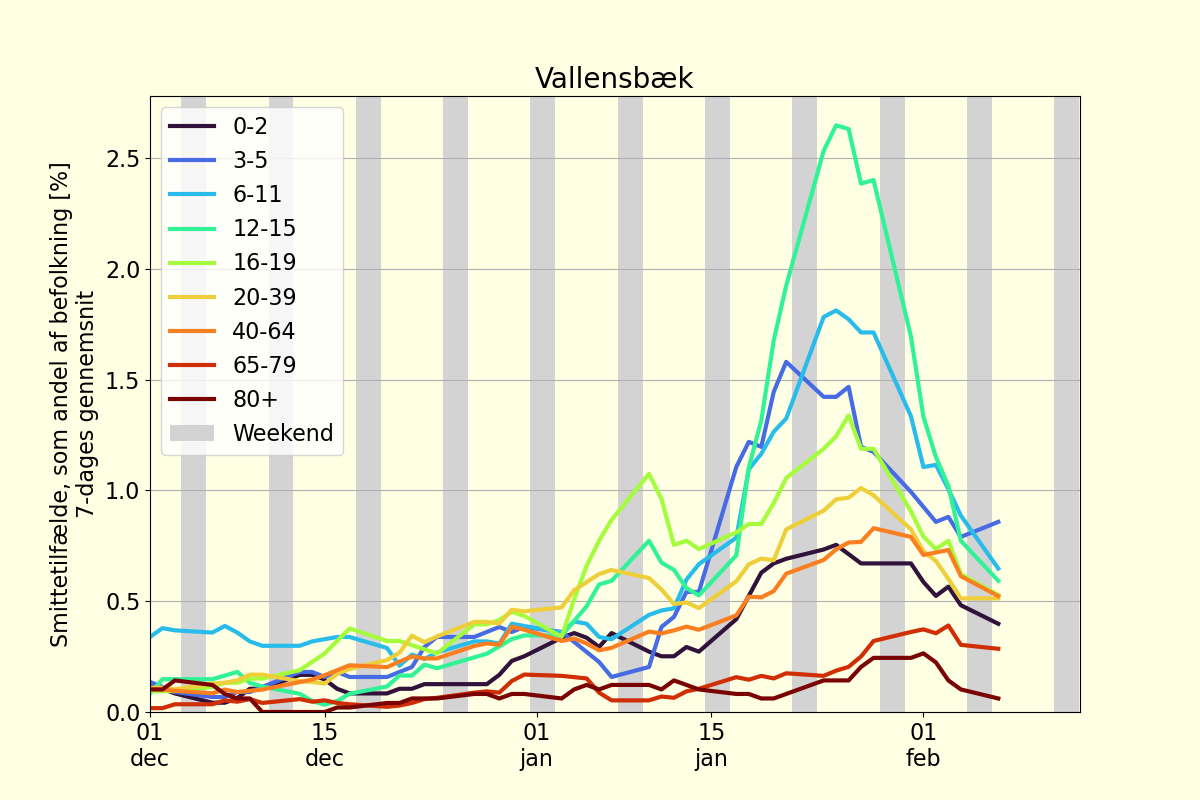 Vallensbæk
Smittetilfælde, som andel af befolkning [%]
7-dages gennemsnit
2.5
2.0
1.5
1.0
0.5
0.0
0-2
3-5
6-11
12-15
16-19
20-39
40-64
65-79
80+
Weekend
01
dec
15
dec
01
jan
15
jan
01
feb